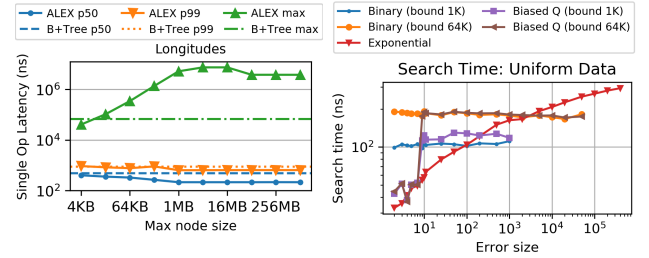 ALEX p50 ALEX p99 ALEX max
B+Tree p50 B+Tree p99 B+Tree max
Longitudes
Single Op Latency (ns)
10^6
10^4
10^2
4KB 64KB 1MB 16MB 256MB
Max node size
Binary (bound 1K) Biased Q (bound 1K)
Binary (bound 64K) Biased Q (bound 64K)
Exponential
Search Time: Uniform Data
Search time (ns)
10^2
10^1 10^2 10^3 10^4 10^5
Error size